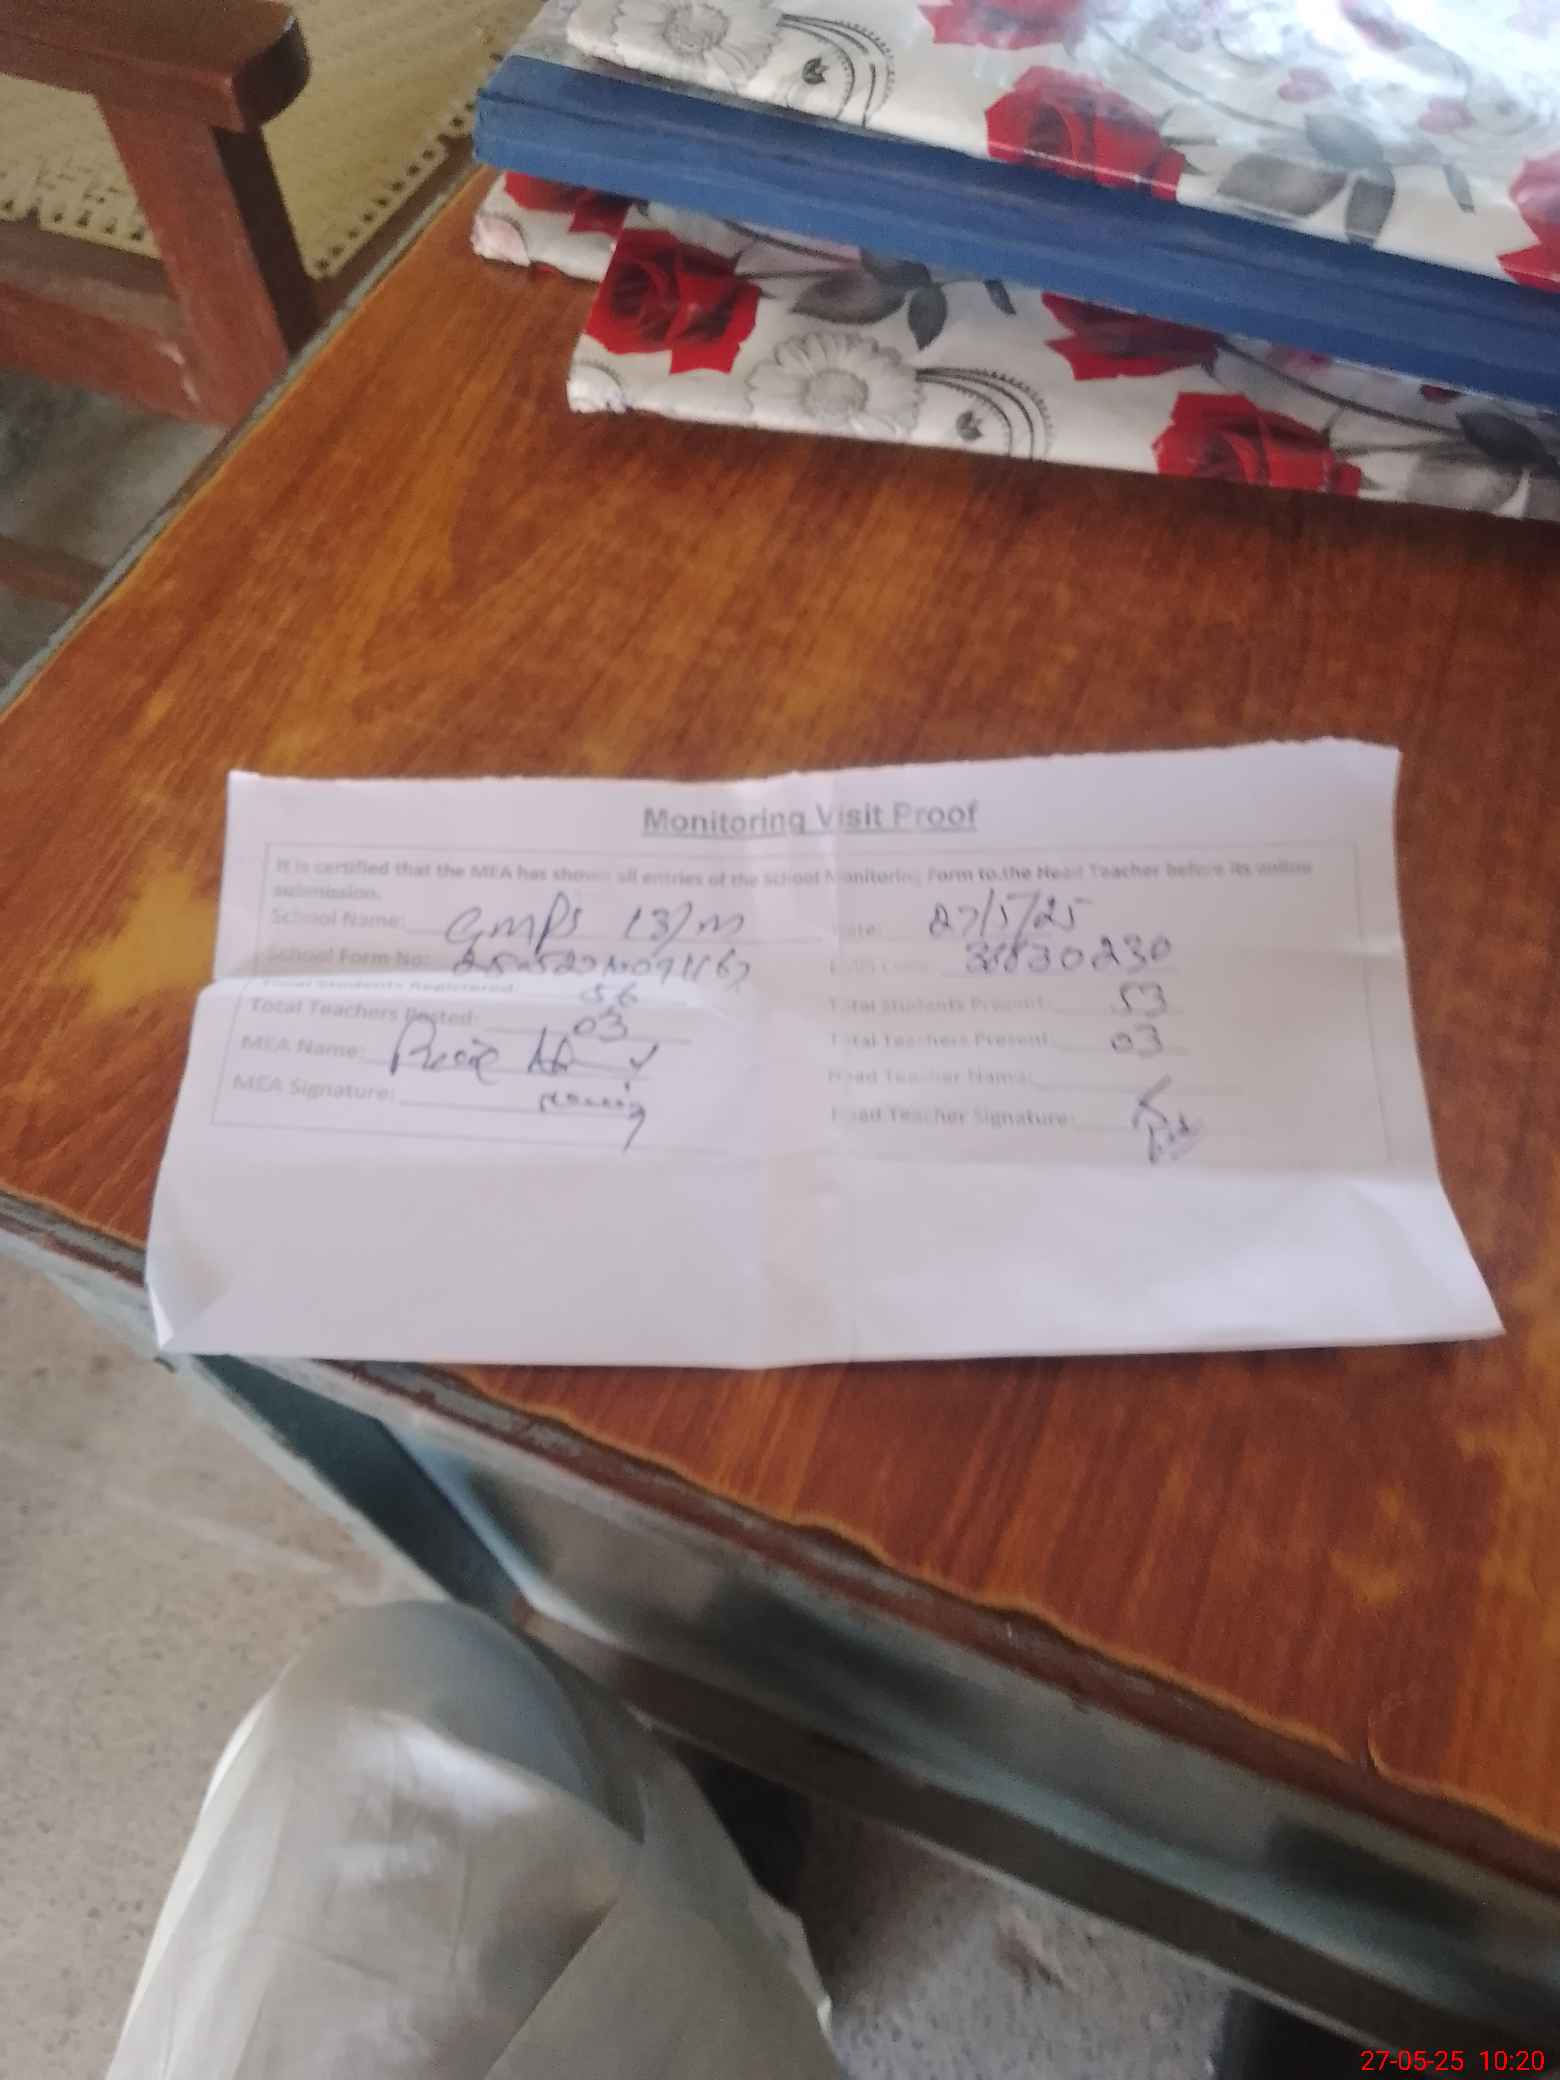 Monitoring Visit Proof
It is certified that the MEA has shown all entries of the School Monitoring Form to the Head Teacher before its online
submission.
School Name: GMPS 13/m Date: 27/5/25
School Form No: 38830230
Total Students Registered: 56 Total Students Present: 53
Total Teachers Posted: 03 Total Teachers Present: 03
MEA Name: Head Teacher Name:
MEA Signature: Head Teacher Signature:
27-05-25 10:20